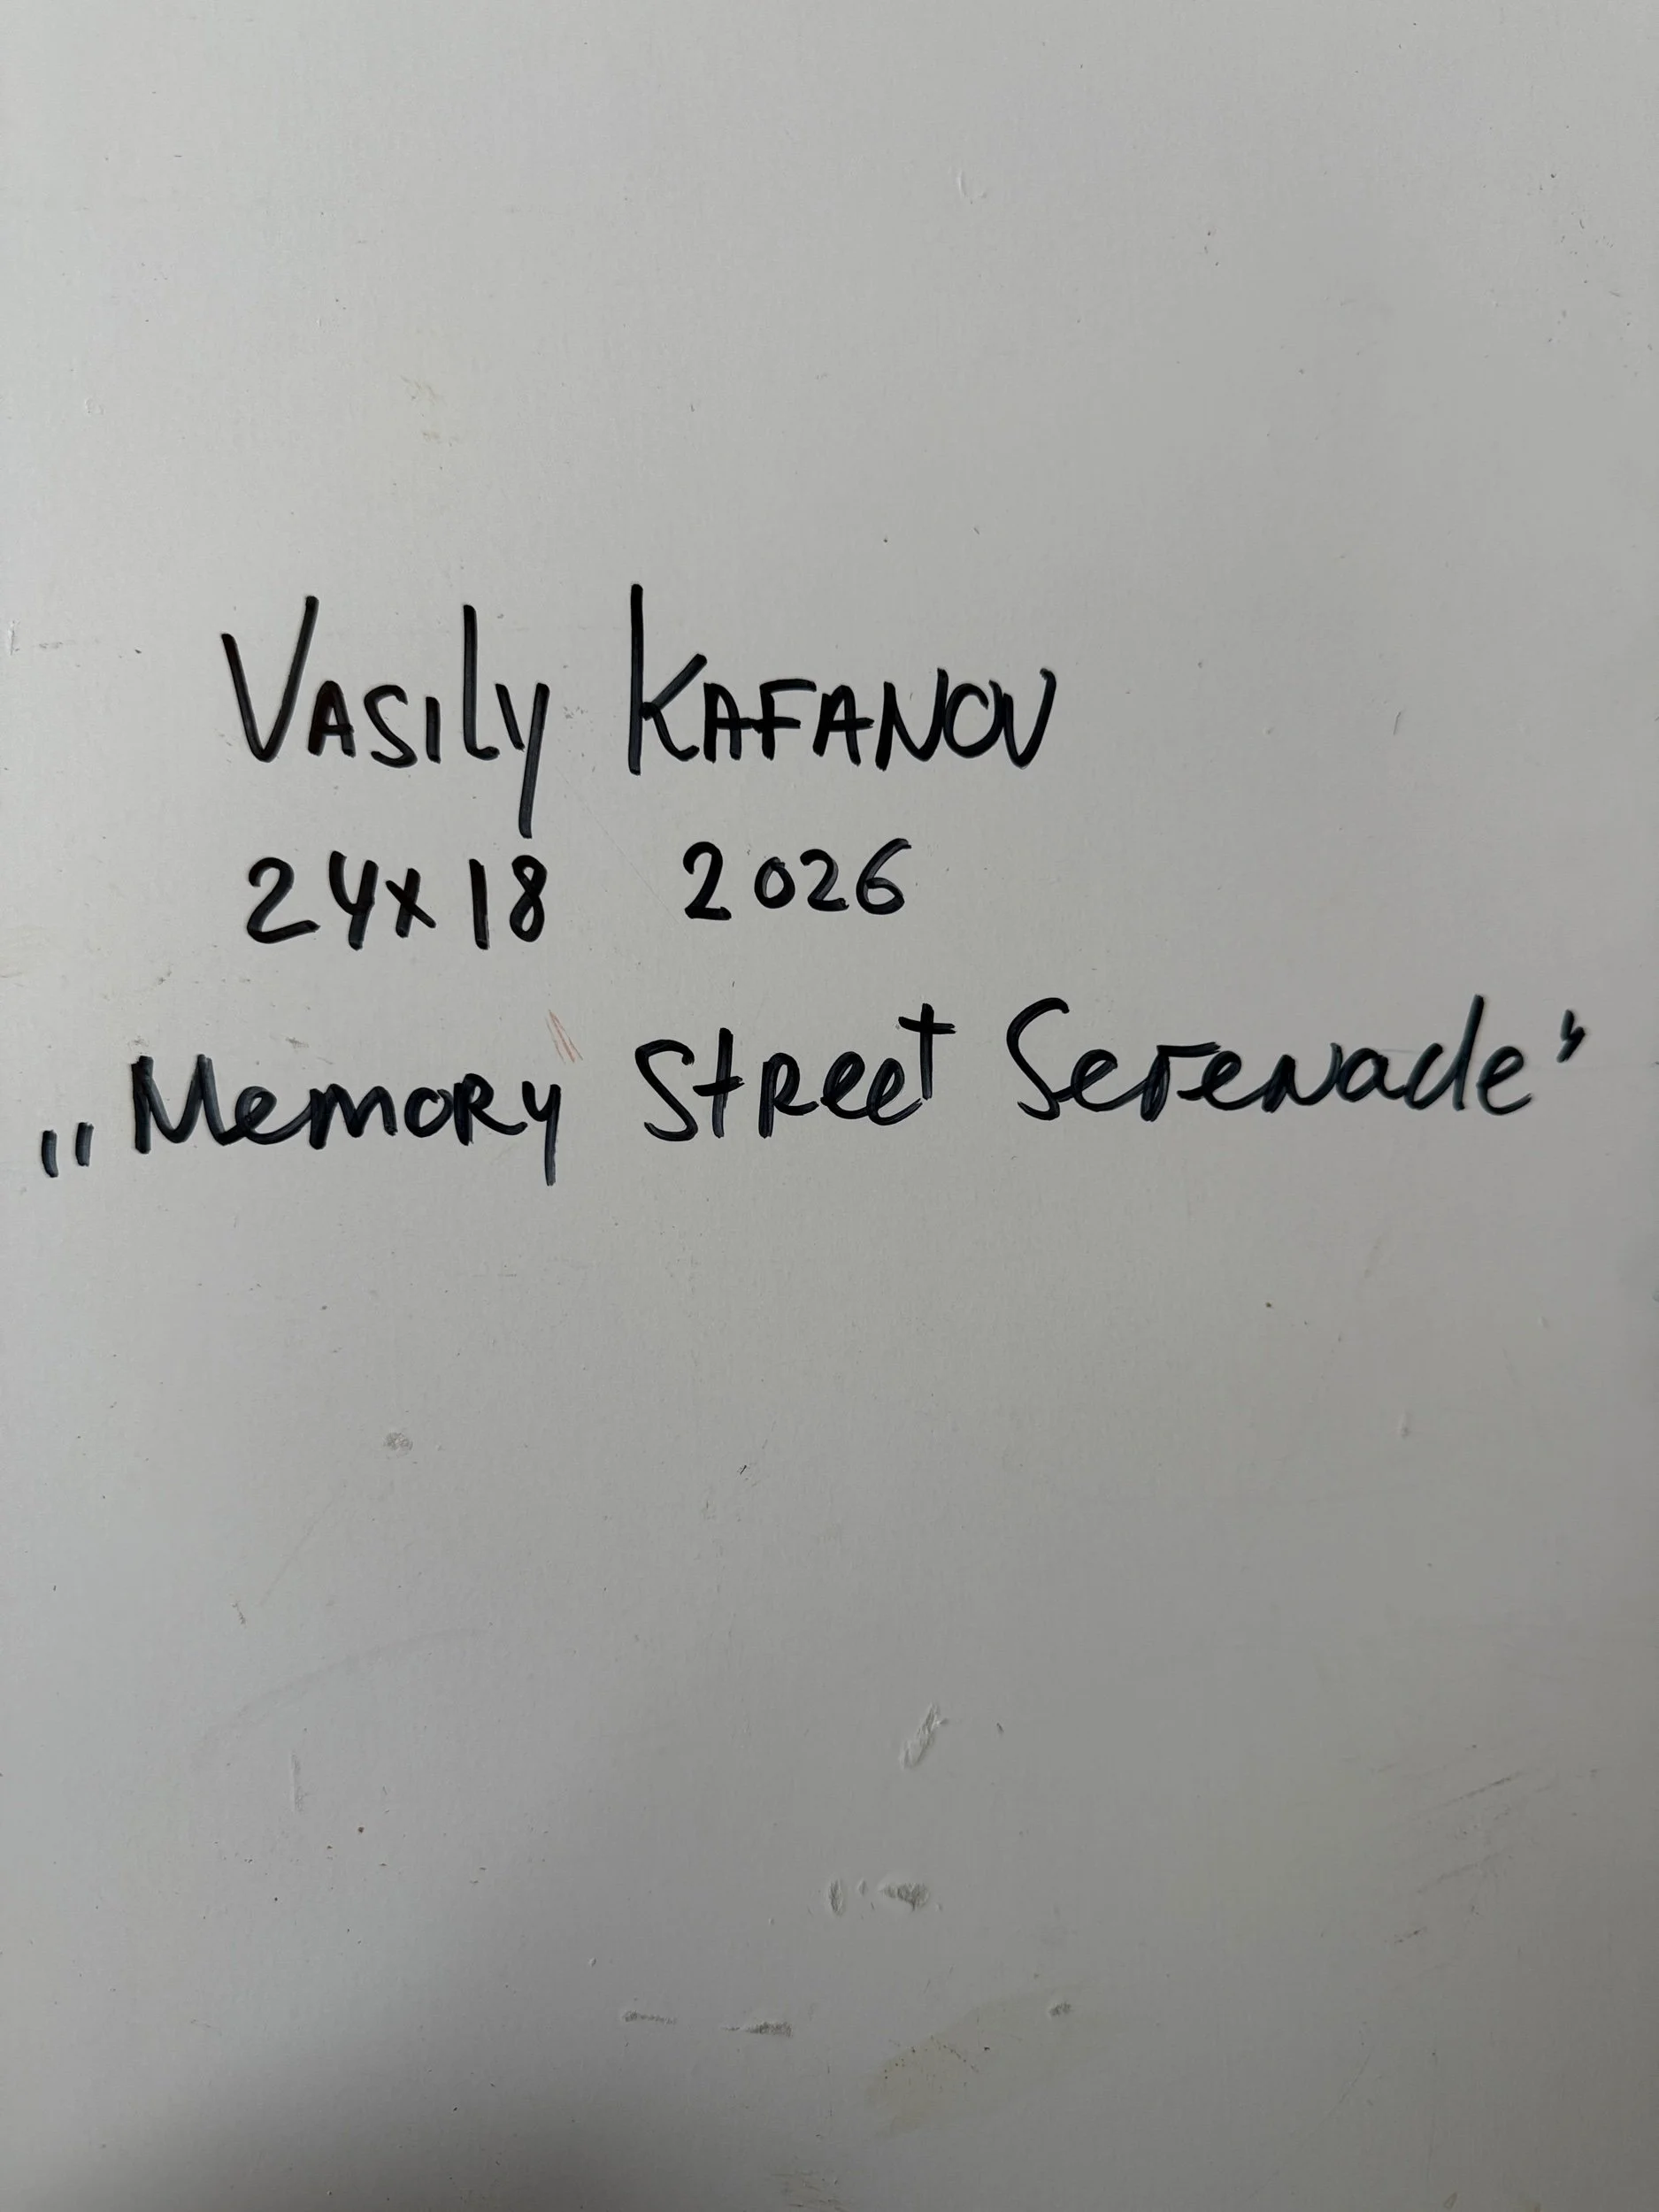 Vasily Kafanov
24x18 2026
„Memory Street Serenade“